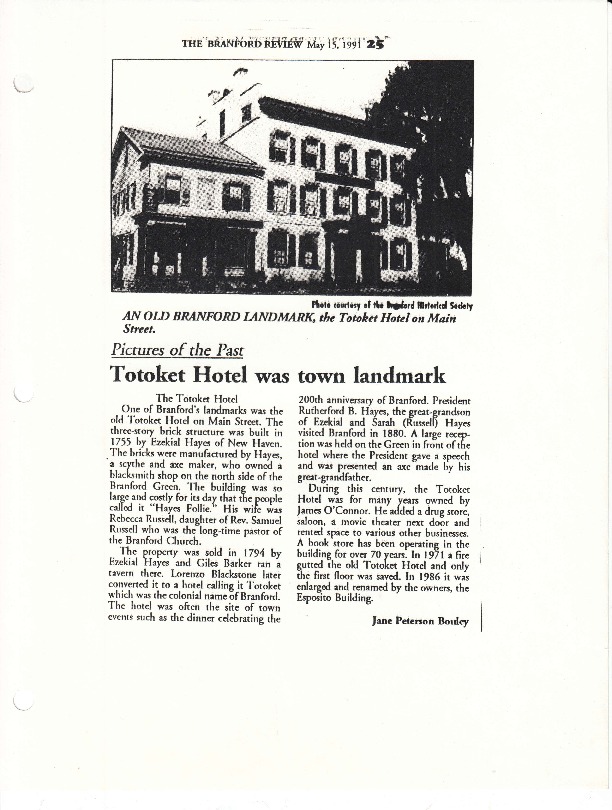 THE BRANFORD REVIEW May 15, 1991 25
Photo courtesy of the Branford Historical Society
AN OLD BRANFORD LANDMARK, the Totoket Hotel on Main
Street.
Pictures of the Past
Totoket Hotel was town landmark
The Totoket Hotel
One of Branford's landmarks was the
old Totoket Hotel on Main Street. The
three-story brick structure was built in
1755 by Ezekial Hayes of New Haven.
The bricks were manufactured by Hayes,
a scythe and axe maker, who owned a
blacksmith shop on the north side of the
Branford Green. The building was so
large and costly for its day that the people
called it "Hayes Follie." His wife was
Rebecca Russell, daughter of Rev. Samuel
Russell who was the long-time pastor of
the Branford Church.
The property was sold in 1794 by
Ezekial Hayes and Giles Barker ran a
tavern there. Lorenzo Blackstone later
converted it to a hotel calling it Totoket
which was the colonial name of Branford.
The hotel was often the site of town
events such as the dinner celebrating the
200th anniversary of Branford. President
Rutherford B. Hayes, the great-grandson
of Ezekial and Sarah (Russell) Hayes
visited Branford in 1880. A large recep-
tion was held on the Green in front of the
hotel where the President gave a speech
and was presented an axe made by his
great-grandfather.
During this century, the Totoket
Hotel was for many years owned by
James O'Connor. He added a drug store,
saloon, a movie theater next door and
rented space to various other businesses.
A book store has been operating in the
building for over 70 years. In 1971 a fire
gutted the old Totoket Hotel and only
the first floor was saved. In 1986 it was
enlarged and renamed by the owners, the
Esposito Building.
Jane Peterson Bouley